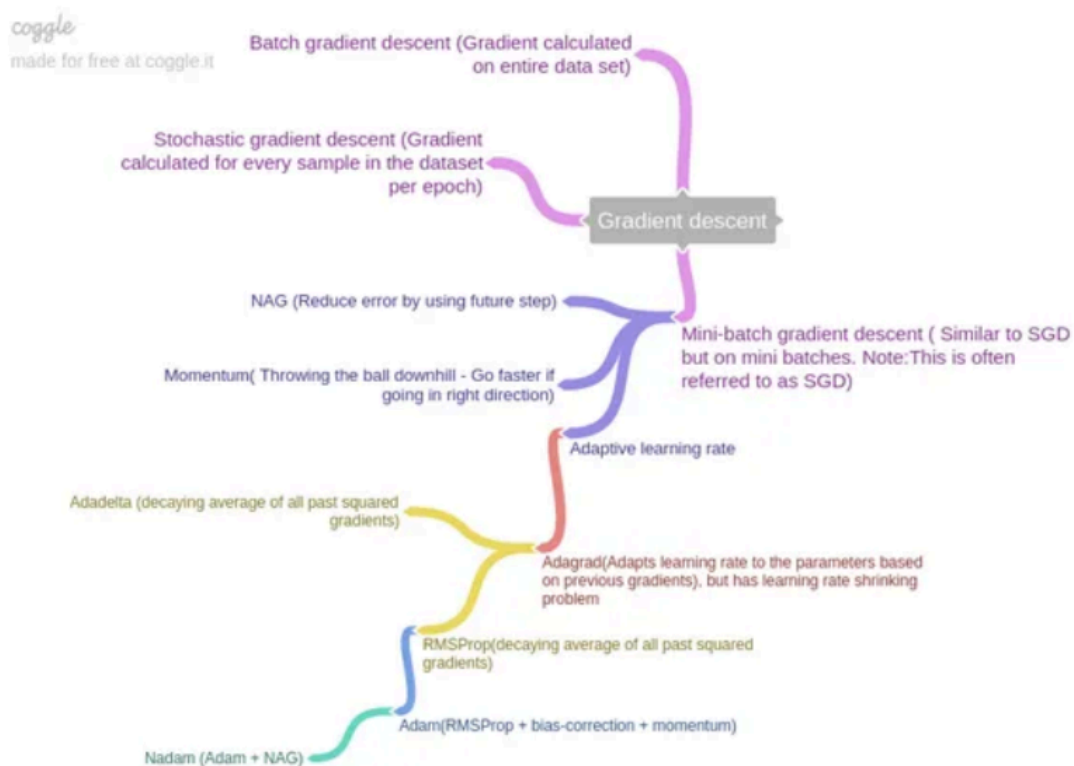 coggle
made for free at coggle.it
Batch gradient descent (Gradient calculated
on entire data set)
Stochastic gradient descent (Gradient
calculated for every sample in the dataset
per epoch)
Gradient descent
NAG (Reduce error by using future step)
Mini-batch gradient descent ( Similar to SGD
but on mini batches. Note:This is often
referred to as SGD)
Momentum( Throwing the ball downhill - Go faster if
going in right direction)
Adaptive learning rate
Adadelta (decaying average of all past squared
gradients)
Adagrad(Adapts learning rate to the parameters based
on previous gradients), but has learning rate shrinking
problem
RMSProp(decaying average of all past squared
gradients)
Adam(RMSProp + bias-correction + momentum)
Nadam (Adam + NAG)